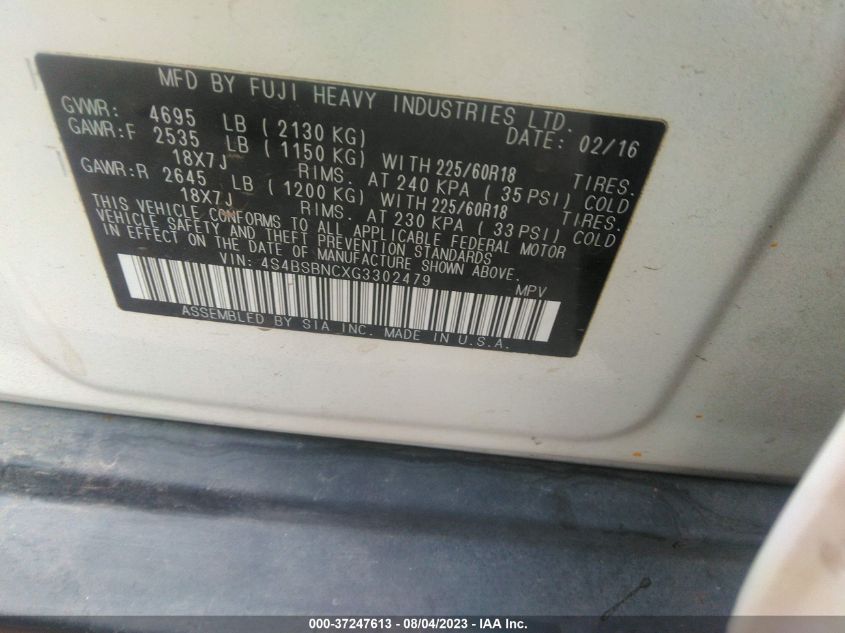 MFD BY FUJI HEAVY INDUSTRIES LTD.
GVWR: 4695 LB ( 2130 KG) DATE: 02/16
GAWR:F 2535 LB ( 1150 KG) WITH 225/60R18 TIRES.
18X7J RIMS. AT 240 KPA ( 35 PSI) COLD
GAWR:R 2645 LB ( 1200 KG) WITH 225/60R18 TIRES.
18X7J RIMS. AT 230 KPA ( 33 PSI) COLD
THIS VEHICLE CONFORMS TO ALL APPLICABLE FEDERAL MOTOR
VEHICLE SAFETY AND THEFT PREVENTION STANDARDS
IN EFFECT ON THE DATE OF MANUFACTURE SHOWN ABOVE.
VIN: 4S4BSBNCXG3302479 MPV
ASSEMBLED BY SIA INC. MADE IN U.S.A.
000-37247613 - 08/04/2023 - IAA Inc.